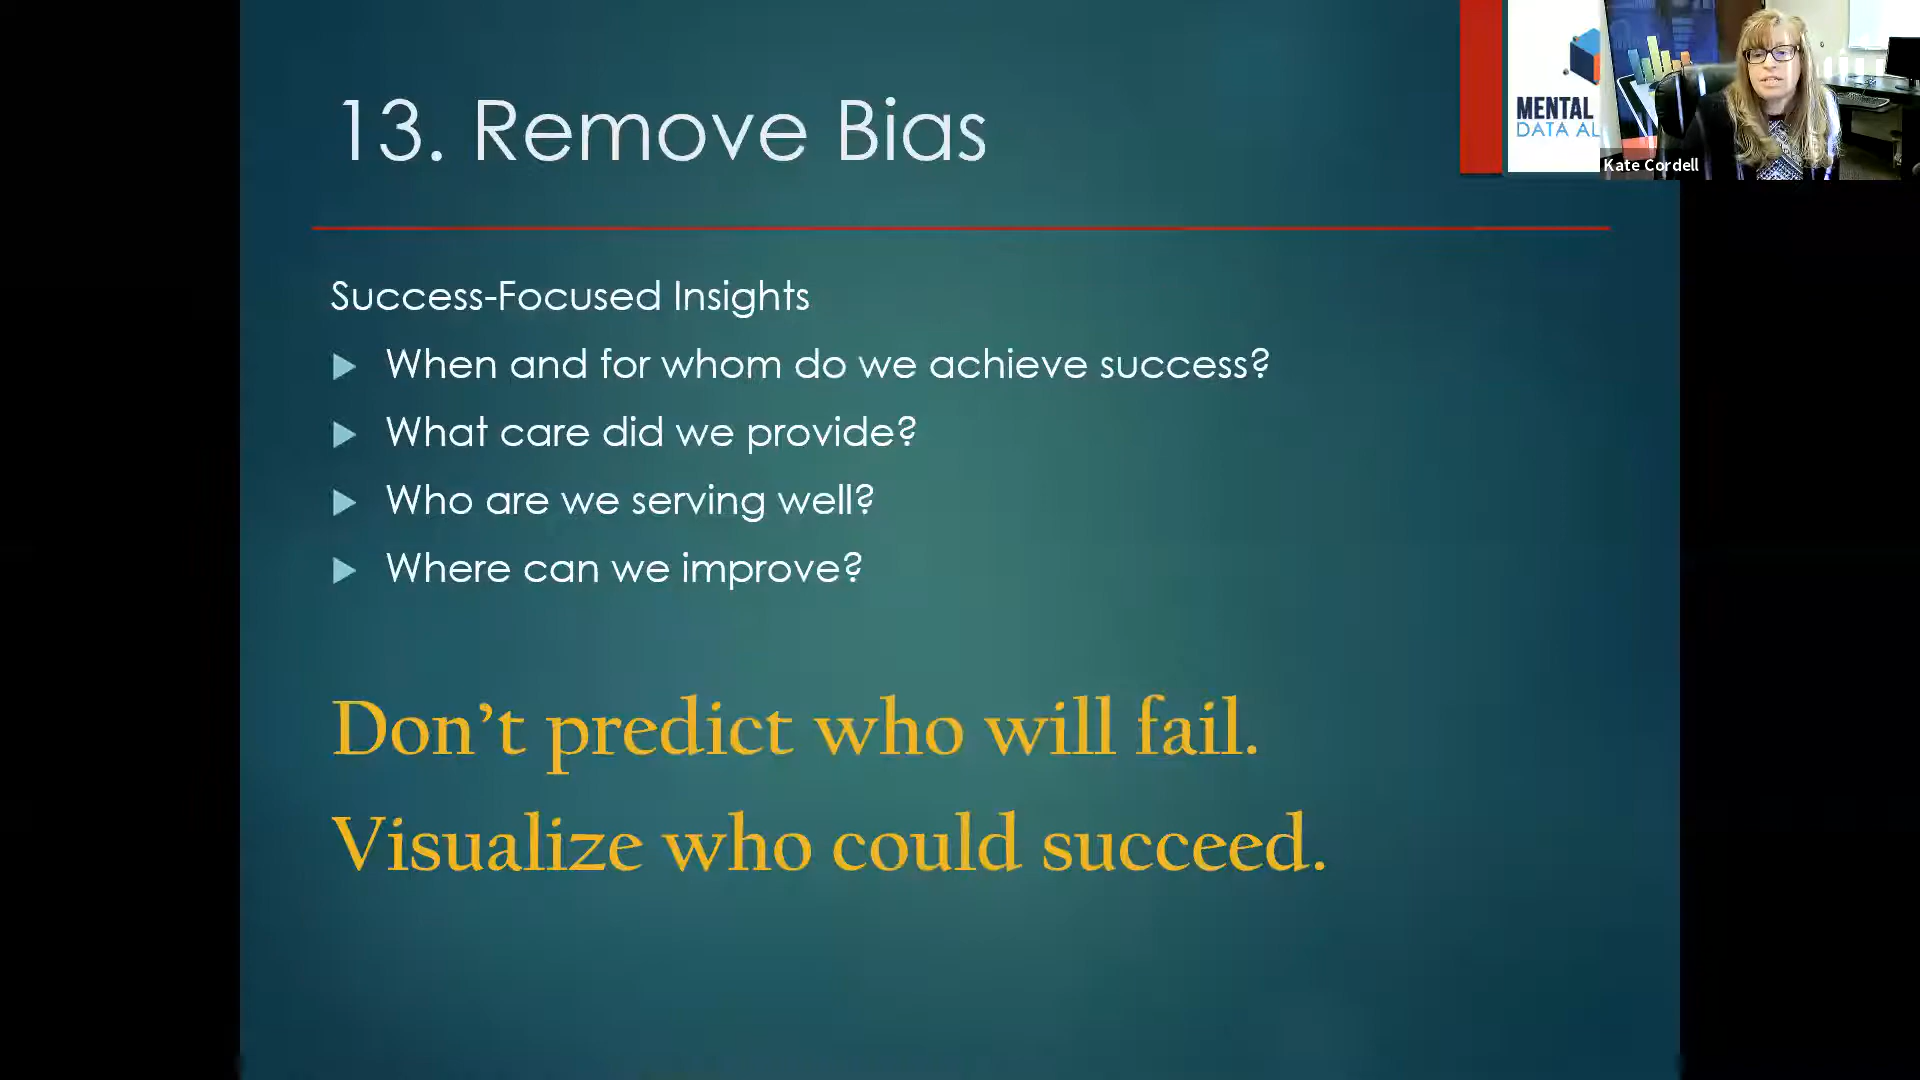 13. Remove Bias
MENTAL
DATA AL
Kate Cordell
Success-Focused Insights
When and for whom do we achieve success?
What care did we provide?
Who are we serving well?
Where can we improve?
Don’t predict who will fail.
Visualize who could succeed.